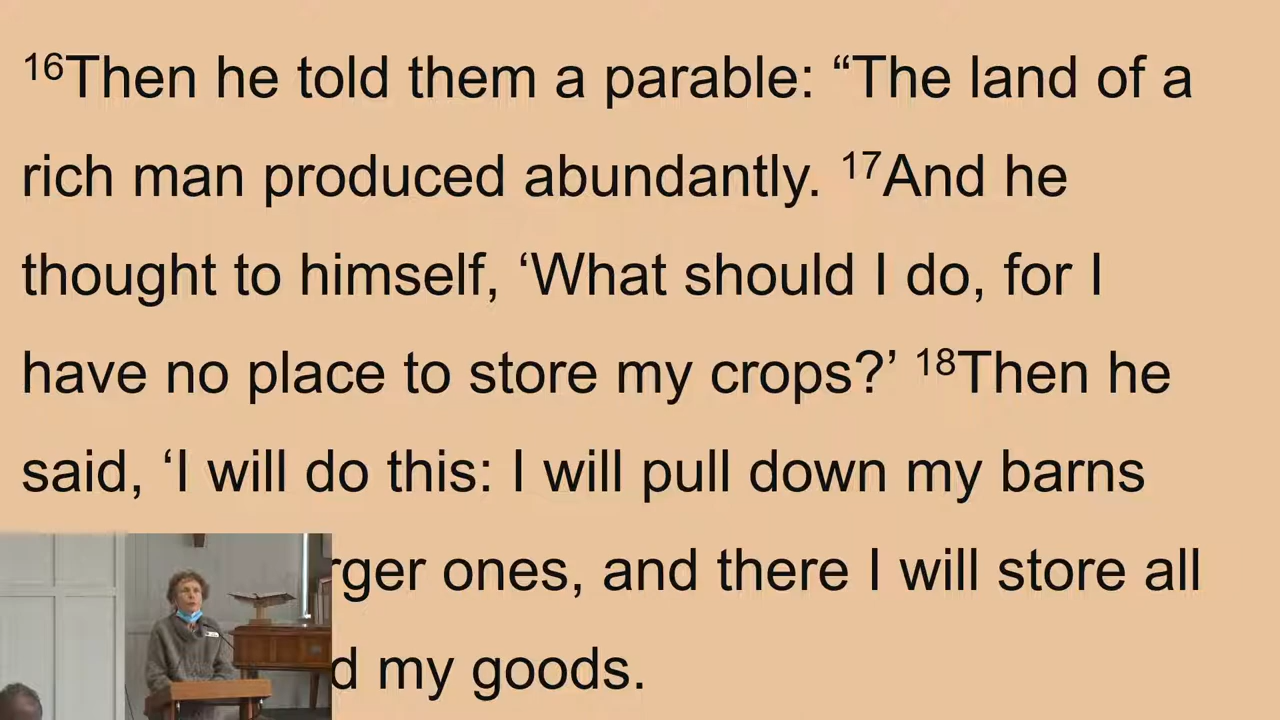 16Then he told them a parable: “The land of a
rich man produced abundantly. 17And he
thought to himself, ‘What should I do, for I
have no place to store my crops?’ 18Then he
said, ‘I will do this: I will pull down my barns
ones, and there I will store all
my goods.